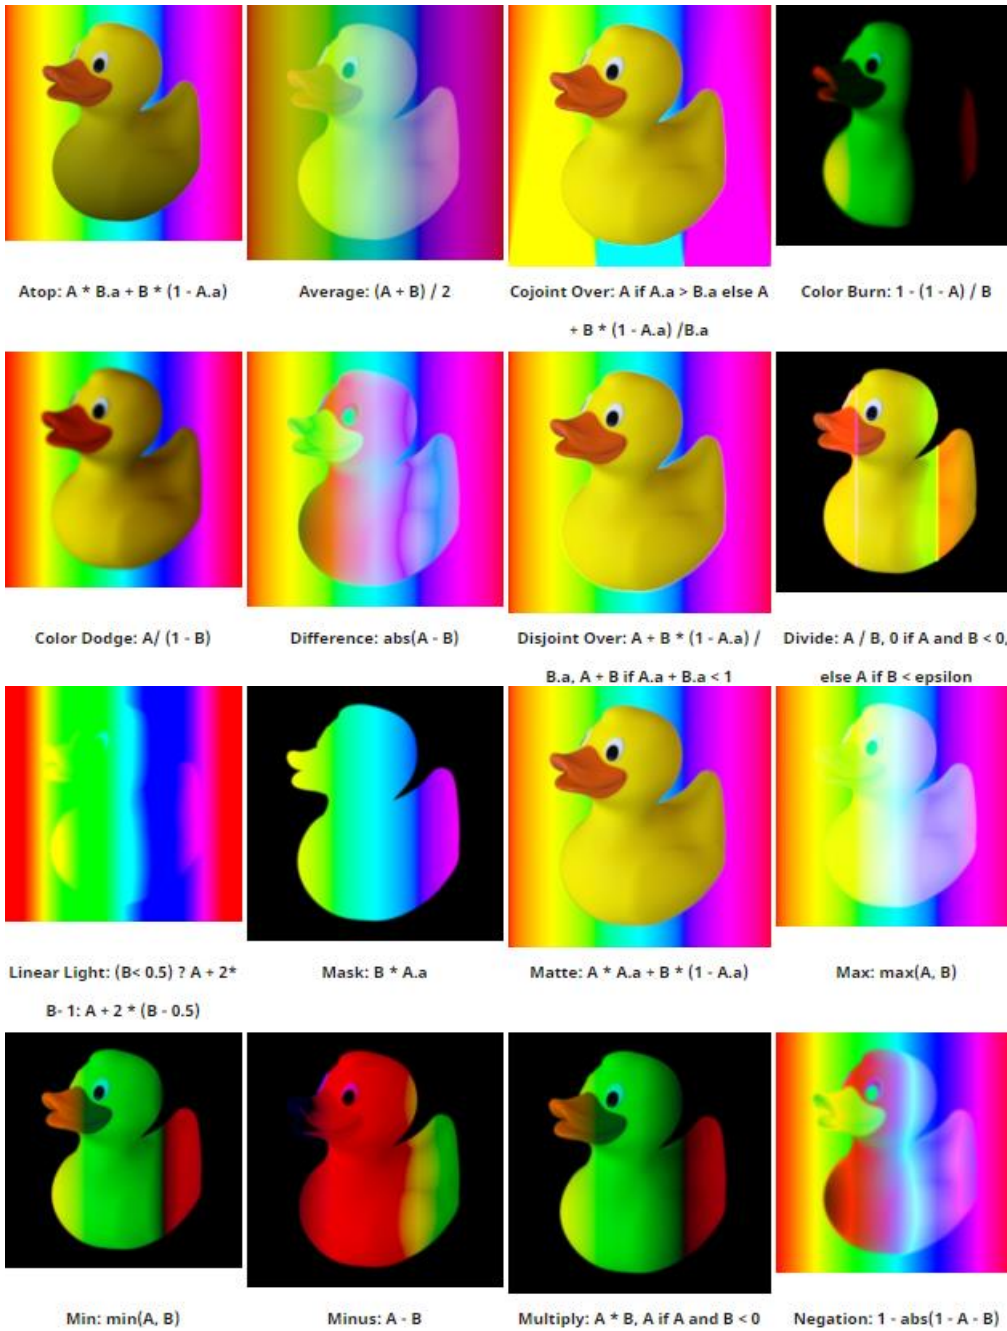 Atop: A * B.a + B * (1 - A.a)
Average: (A + B) / 2
Cojoint Over: A if A.a > B.a else A
+ B * (1 - A.a) /B.a
Color Burn: 1 - (1 - A) / B
Color Dodge: A/ (1 - B)
Difference: abs(A - B)
Disjoint Over: A + B * (1 - A.a) /
B.a, A + B if A.a + B.a < 1
Divide: A / B, 0 if A and B < 0,
else A if B < epsilon
Linear Light: (B< 0.5) ? A + 2*
B- 1: A + 2 * (B - 0.5)
Mask: B * A.a
Matte: A * A.a + B * (1 - A.a)
Max: max(A, B)
Min: min(A, B)
Minus: A - B
Multiply: A * B, A if A and B < 0
Negation: 1 - abs(1 - A - B)